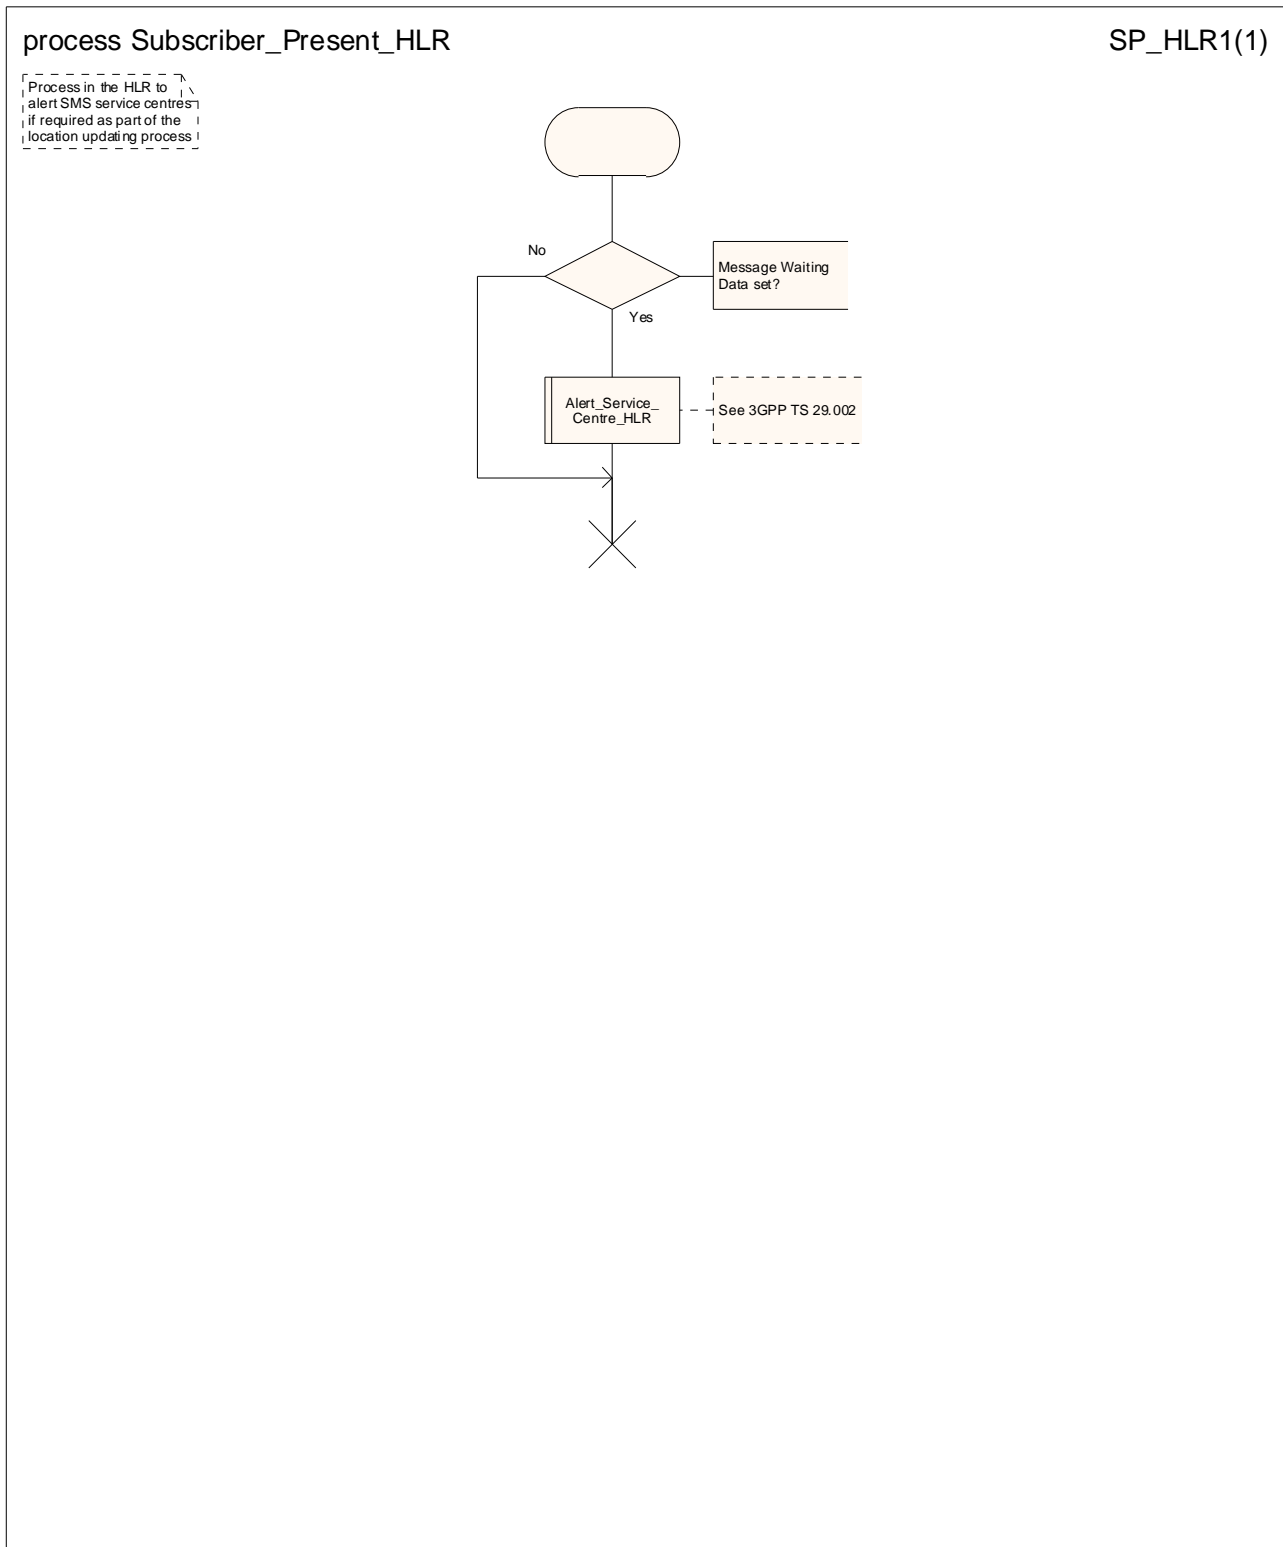 process Subscriber_Present_HLR
SP_HLR1(1)
Process in the HLR to
alert SMS service centres
if required as part of the
location updating process
No
Message Waiting
Data set?
Yes
Alert_Service_
Centre_HLR
See 3GPP TS 29.002